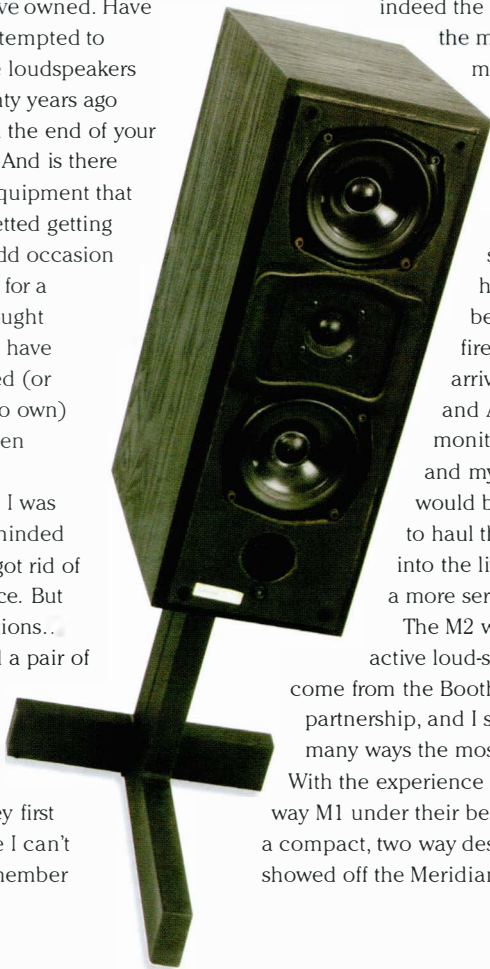 ve owned. Have
tempted to
loudspeakers
ty years ago
the end of your
And is there
quipment that
etted getting
dd occasion
for a
ught
have
ed (or
o own)
en
I was
minded
got rid of
ce. But
ions..
a pair of
ey first
e I can't
member
indeed the
the m
m
s
h
be
fire
arriv
and A
monit
and my
would b
to haul th
into the li
a more ser
The M2 w
active loud-s
come from the Booth
partnership, and I s
many ways the mos
With the experience
way M1 under their be
a compact, two way des
showed off the Meridian